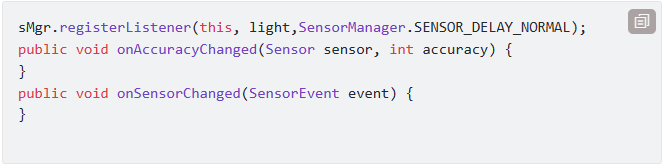 sMgr.registerListener(this, light,SensorManager.SENSOR_DELAY_NORMAL);
public void onAccuracyChanged(Sensor sensor, int accuracy) {
}
public void onSensorChanged(SensorEvent event) {
}